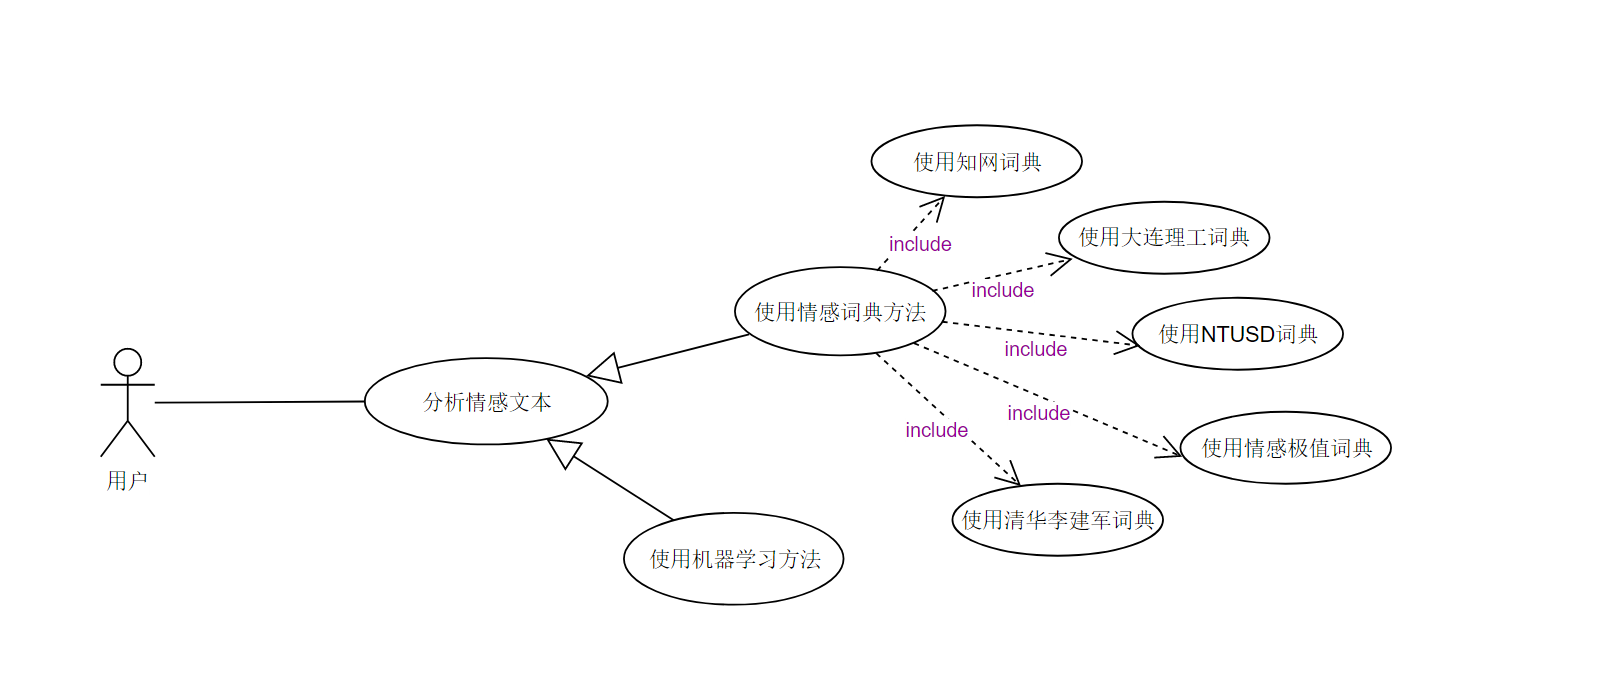 使用知网词典
include
使用大连理工词典
include
使用情感词典方法
使用NTUSD词典
include
分析情感文本
include
include
使用情感极值词典
用户
使用清华李建军词典
使用机器学习方法